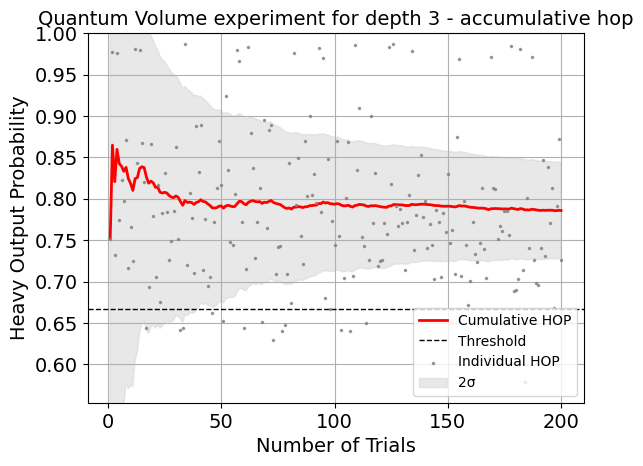 Quantum Volume experiment for depth 3 - accumulative hop
Heavy Output Probability
1.00
0.95
0.90
0.85
0.80
0.75
0.70
0.65
0.60
Cumulative HOP
Threshold
Individual HOP
2σ
0 50 100 150 200
Number of Trials